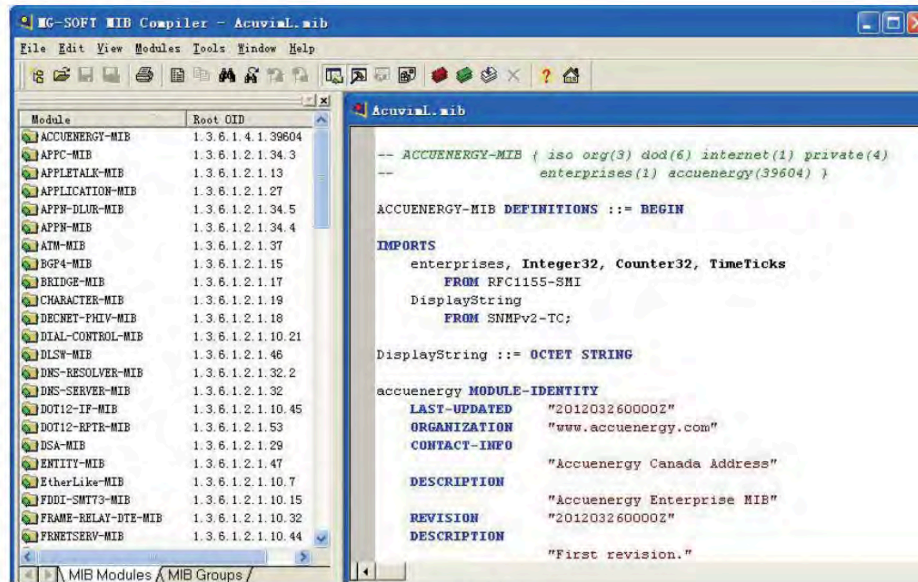 MG-SOFT MIB Compiler - AcuvimL.mib
File Edit View Modules Tools Window Help
Module Root OID
ACCUENERGY-MIB 1.3.6.1.4.1.39604
APPC-MIB 1.3.6.1.2.1.34.3
APPLETALK-MIB 1.3.6.1.2.1.13
APPLICATION-MIB 1.3.6.1.2.1.27
APPN-DLUR-MIB 1.3.6.1.2.1.34.5
APPN-MIB 1.3.6.1.2.1.34.4
ATM-MIB 1.3.6.1.2.1.37
BGP4-MIB 1.3.6.1.2.1.15
BRIDGE-MIB 1.3.6.1.2.1.17
CHARACTER-MIB 1.3.6.1.2.1.19
DECNET-PHIV-MIB 1.3.6.1.2.1.18
DIAL-CONTROL-MIB 1.3.6.1.2.1.10.21
DLSW-MIB 1.3.6.1.2.1.46
DNS-RESOLVER-MIB 1.3.6.1.2.1.32.2
DNS-SERVER-MIB 1.3.6.1.2.1.32
DOT12-IF-MIB 1.3.6.1.2.1.10.45
DOT12-RPTR-MIB 1.3.6.1.2.1.53
DSA-MIB 1.3.6.1.2.1.29
ENTITY-MIB 1.3.6.1.2.1.47
EtherLike-MIB 1.3.6.1.2.1.10.7
FDDI-SMT73-MIB 1.3.6.1.2.1.10.15
FRAME-RELAY-DTE-MIB 1.3.6.1.2.1.10.32
FRNETSERV-MIB 1.3.6.1.2.1.10.44
MIB Modules MIB Groups
AcuvimL.mib
-- ACCUENERGY-MIB { iso org(3) dod(6) internet(1) private(4)
-- enterprises(1) accuenergy(39604) }
ACCUENERGY-MIB DEFINITIONS ::= BEGIN
IMPORTS
enterprises, Integer32, Counter32, TimeTicks
FROM RFC1155-SMI
DisplayString
FROM SNMPv2-TC;
DisplayString ::= OCTET STRING
accuenergy MODULE-IDENTITY
LAST-UPDATED "201203260000Z"
ORGANIZATION "www.accuenergy.com"
CONTACT-INFO
"Accuenergy Canada Address"
DESCRIPTION
"Accuenergy Enterprise MIB"
REVISION "201203260000Z"
DESCRIPTION
"First revision."